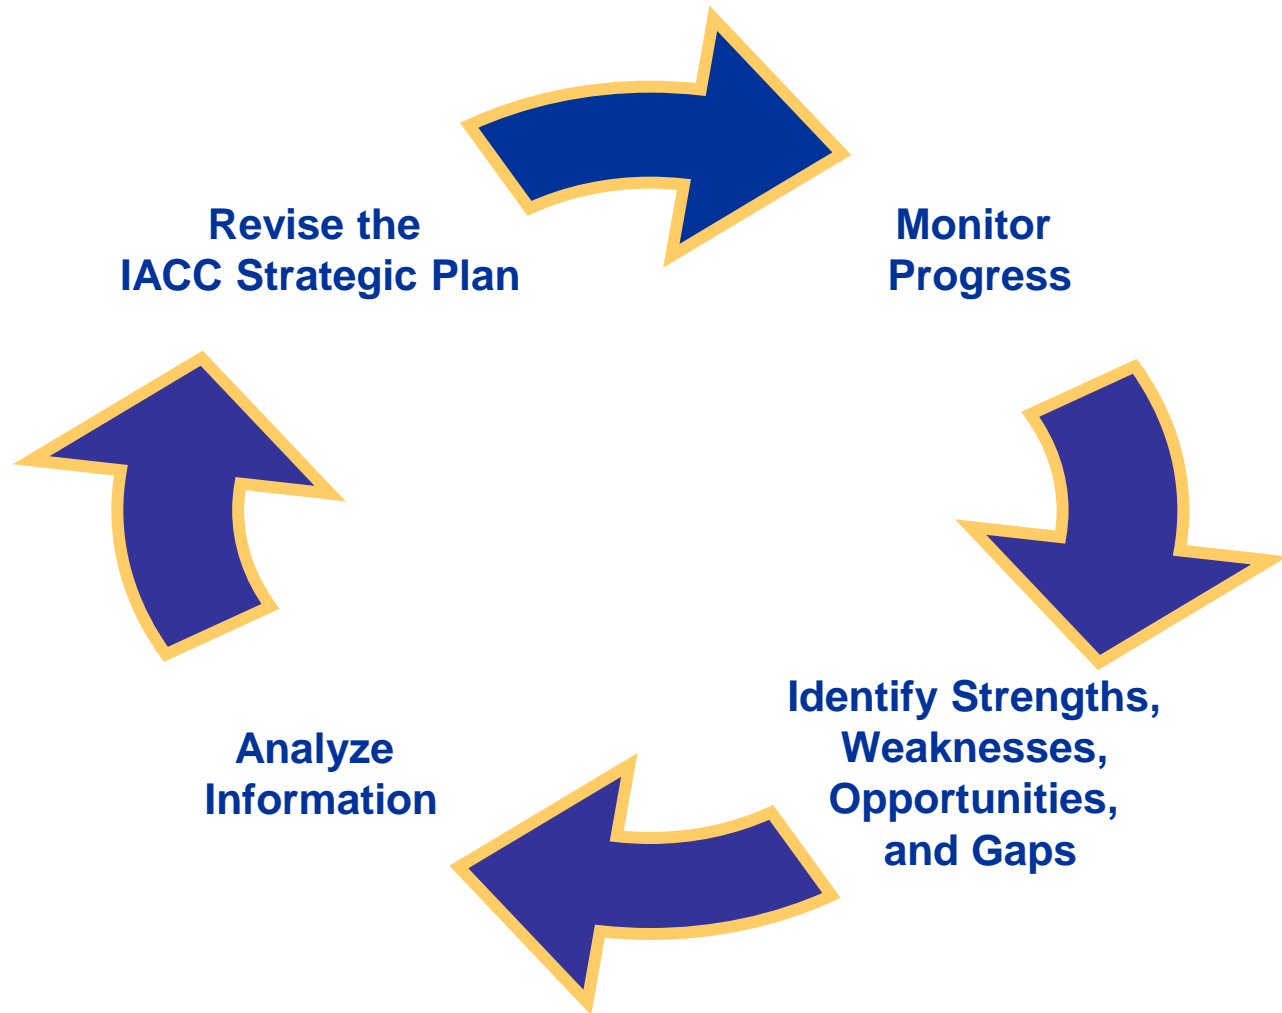 Revise the
IACC Strategic Plan
Monitor
Progress
Identify Strengths,
Weaknesses,
Opportunities,
and Gaps
Analyze
Information